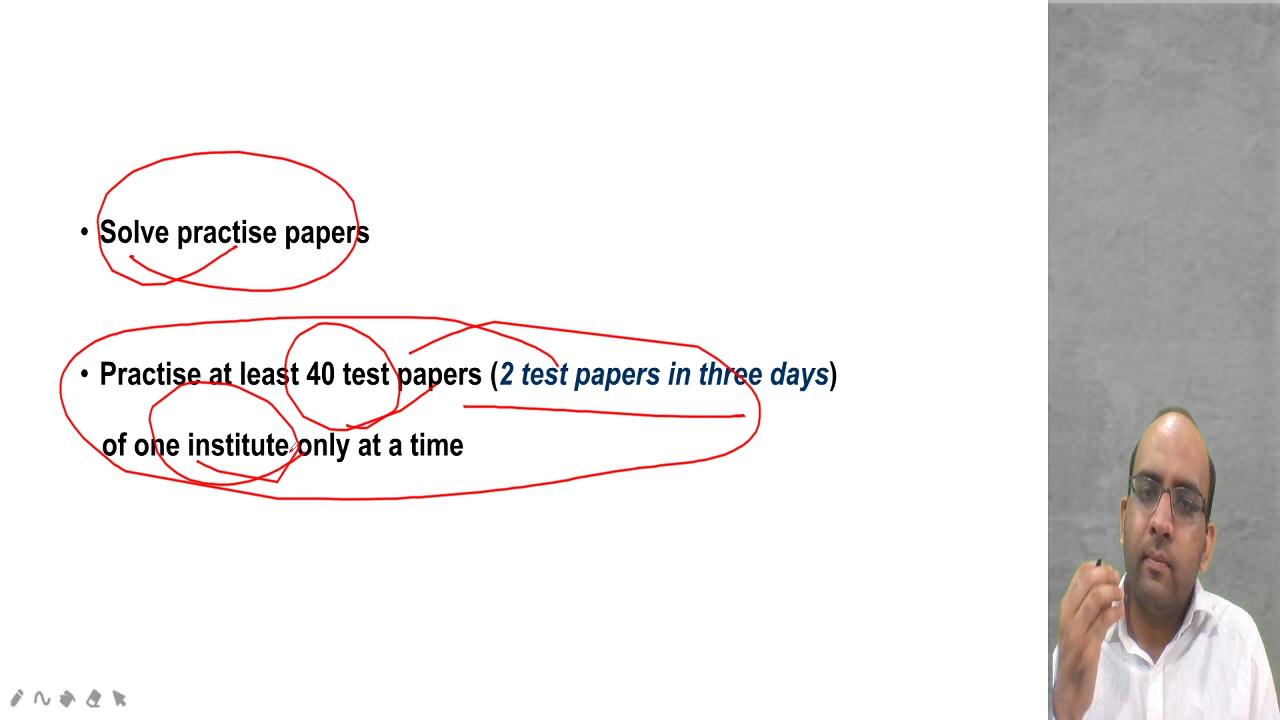 • Solve practise papers
• Practise at least 40 test papers (2 test papers in three days)
of one institute only at a time